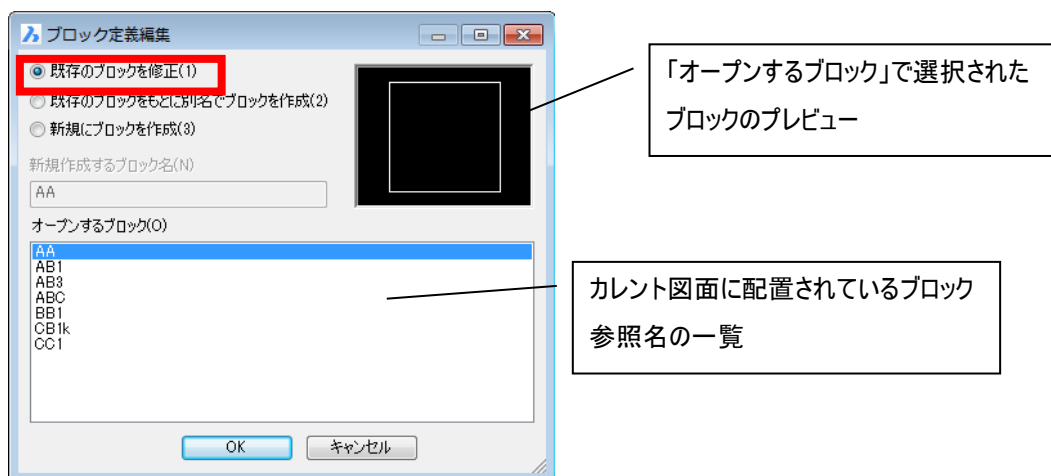 ブロック定義編集
既存のブロックを修正(1)
既存のブロックをもとに別名でブロックを作成(2)
新規にブロックを作成(3)
新規作成するブロック名(N)
AA
オープンするブロック(O)
AA
AB1
AB3
ABC
BB1
CB1k
CC1
OK
キャンセル
「オープンするブロック」で選択された
ブロックのプレビュー
カレント図面に配置されているブロック
参照名の一覧